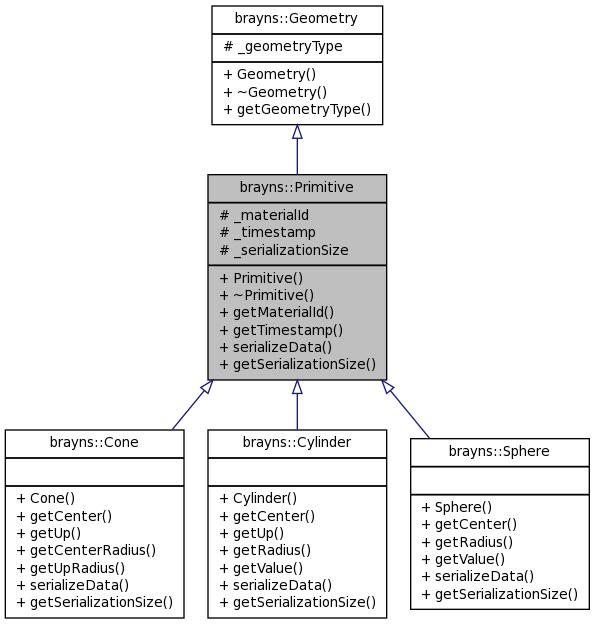 brayns::Geometry
# _geometryType
+ Geometry()
+ ~Geometry()
+ getGeometryType()
brayns::Primitive
# _materialId
# _timestamp
# _serializationSize
+ Primitive()
+ ~Primitive()
+ getMaterialId()
+ getTimestamp()
+ serializeData()
+ getSerializationSize()
brayns::Cone
+ Cone()
+ getCenter()
+ getUp()
+ getCenterRadius()
+ getUpRadius()
+ serializeData()
+ getSerializationSize()
brayns::Cylinder
+ Cylinder()
+ getCenter()
+ getUp()
+ getRadius()
+ getValue()
+ serializeData()
+ getSerializationSize()
brayns::Sphere
+ Sphere()
+ getCenter()
+ getRadius()
+ getValue()
+ serializeData()
+ getSerializationSize()